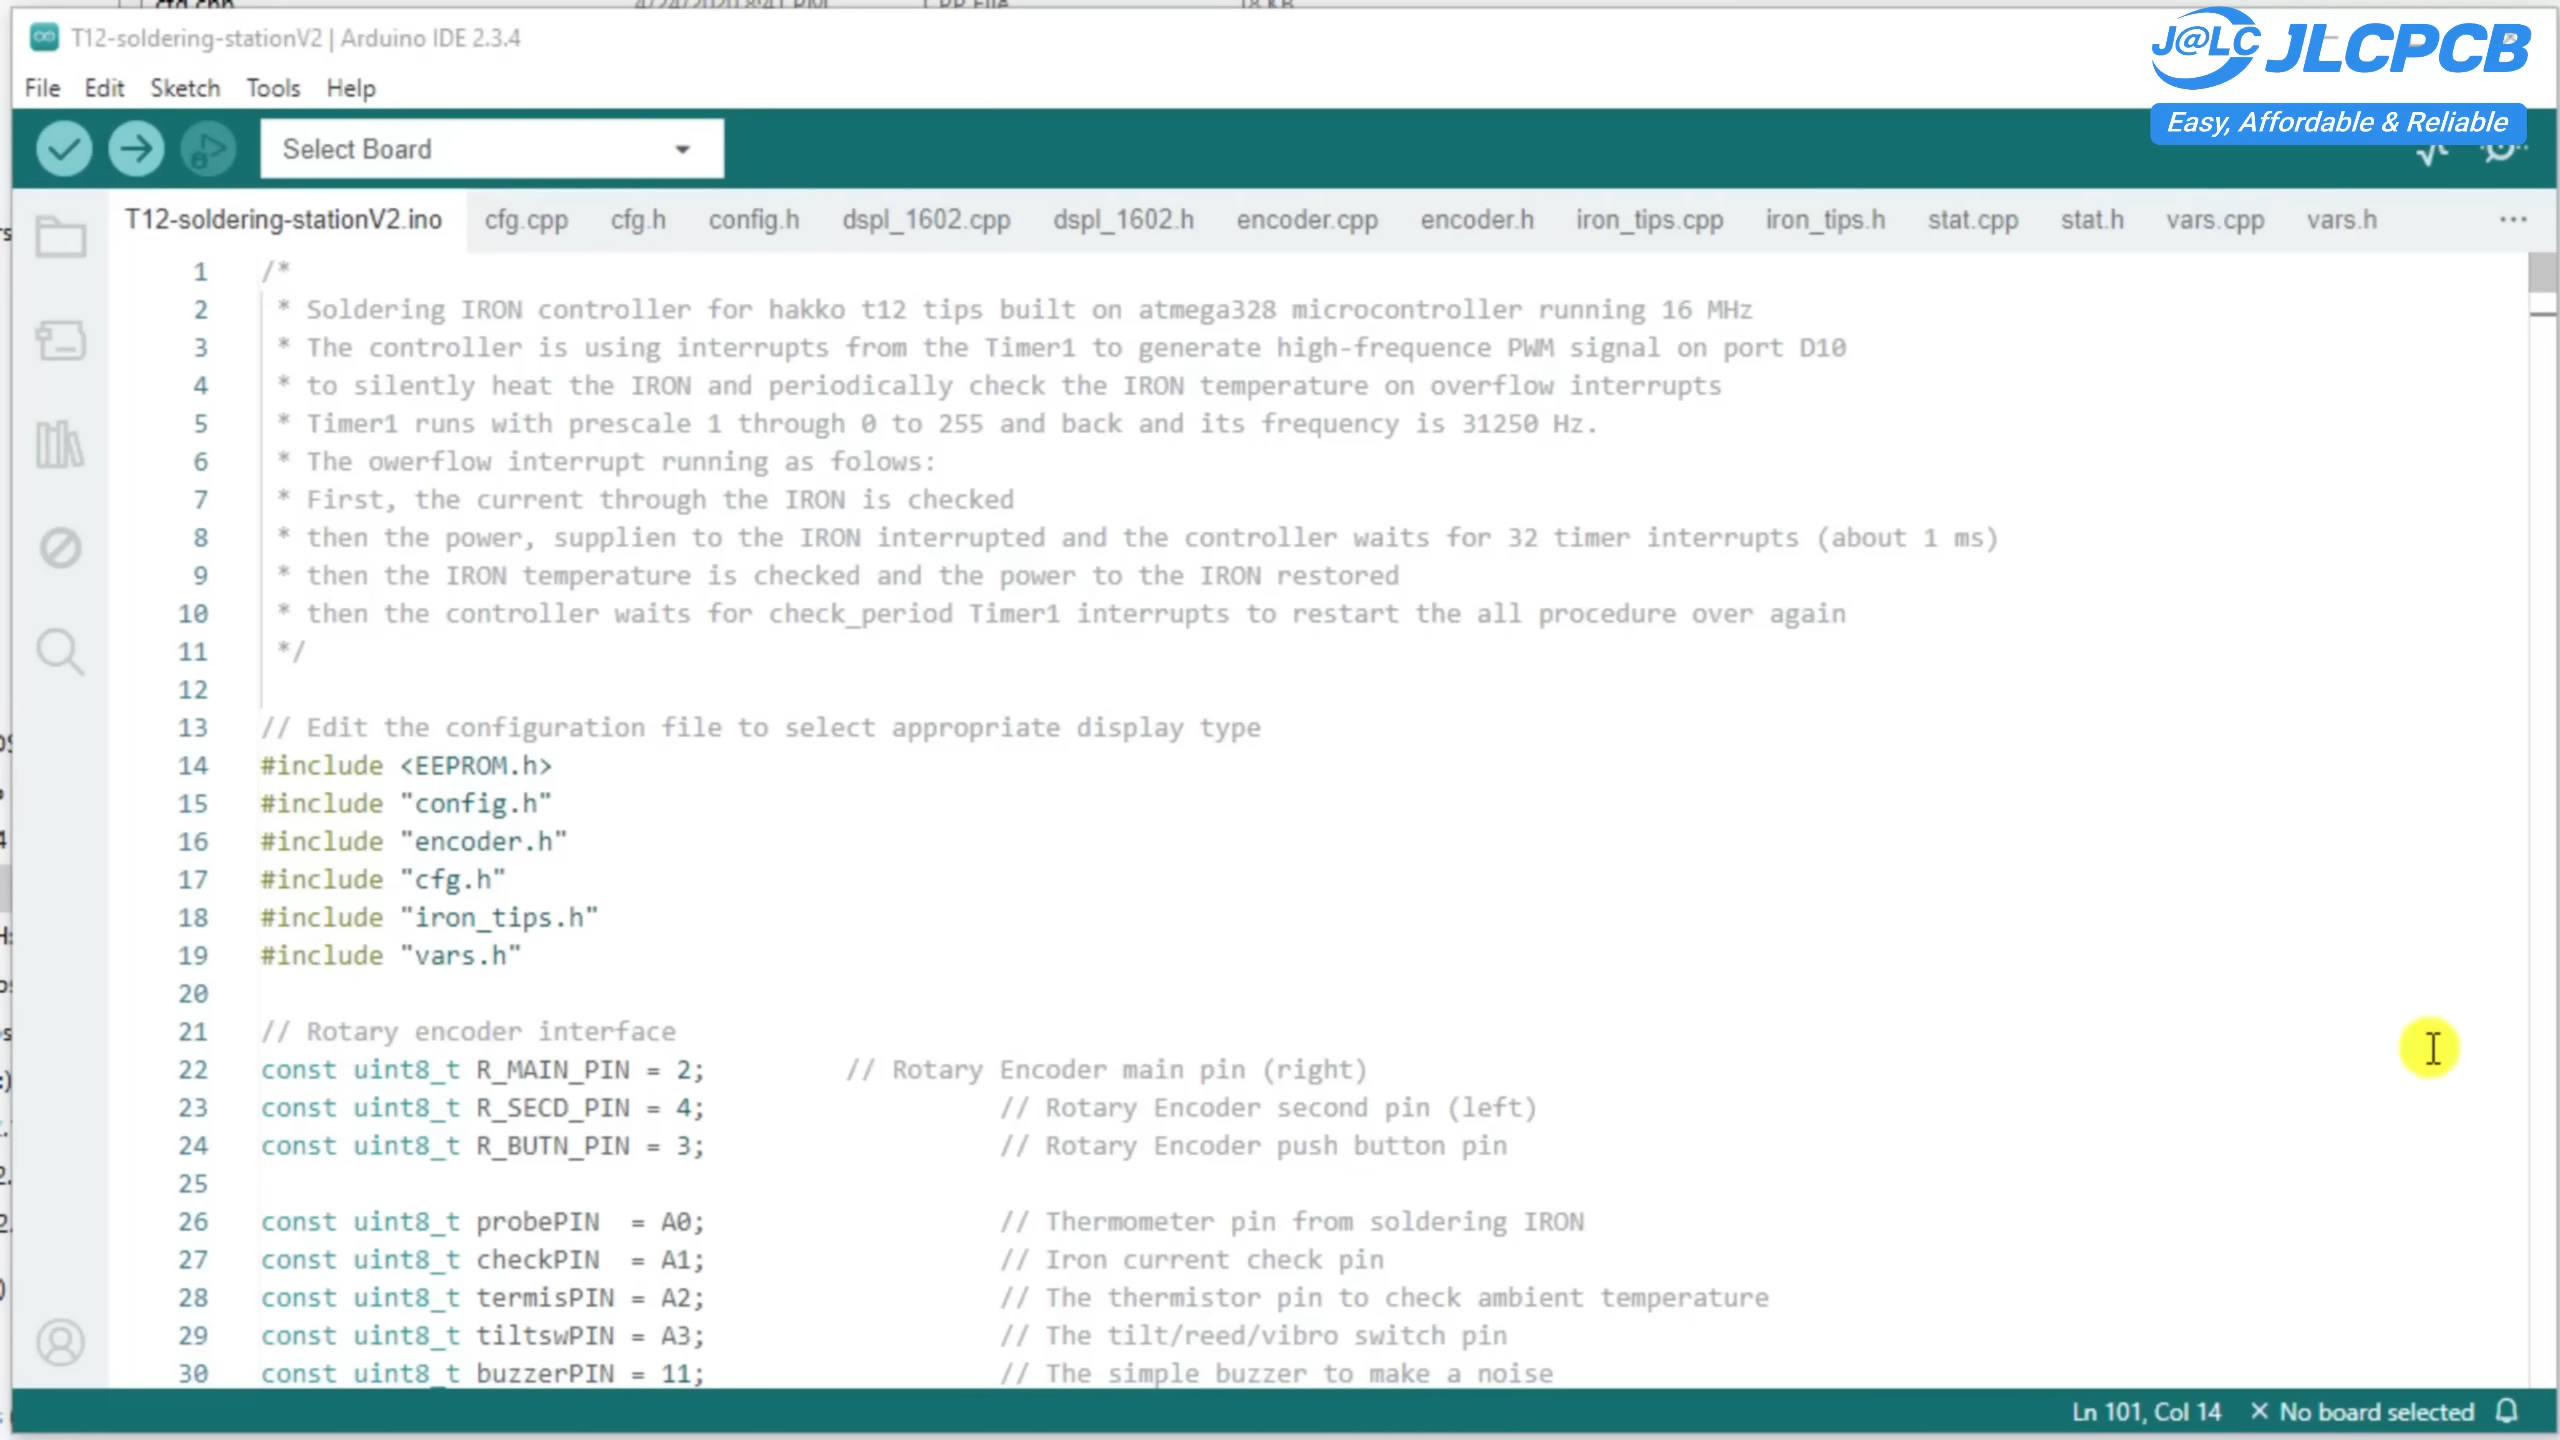 cfg.cpp 4/24/2020 8:41 PM CPP File 18 KB
T12-soldering-stationV2 | Arduino IDE 2.3.4
J@LC JLCPCB
File Edit Sketch Tools Help
Easy, Affordable & Reliable
Select Board
T12-soldering-stationV2.ino cfg.cpp cfg.h config.h dspl_1602.cpp dspl_1602.h encoder.cpp encoder.h iron_tips.cpp iron_tips.h stat.cpp stat.h vars.cpp vars.h ...
1 /*
2 * Soldering IRON controller for hakko t12 tips built on atmega328 microcontroller running 16 MHz
3 * The controller is using interrupts from the Timer1 to generate high-frequence PWM signal on port D10
4 * to silently heat the IRON and periodically check the IRON temperature on overflow interrupts
5 * Timer1 runs with prescale 1 through 0 to 255 and back and its frequency is 31250 Hz.
6 * The owerflow interrupt running as folows:
7 * First, the current through the IRON is checked
8 * then the power, supplien to the IRON interrupted and the controller waits for 32 timer interrupts (about 1 ms)
9 * then the IRON temperature is checked and the power to the IRON restored
10 * then the controller waits for check_period Timer1 interrupts to restart the all procedure over again
11 */
12
13 // Edit the configuration file to select appropriate display type
14 #include <EEPROM.h>
15 #include "config.h"
16 #include "encoder.h"
17 #include "cfg.h"
18 #include "iron_tips.h"
19 #include "vars.h"
20
21 // Rotary encoder interface
22 const uint8_t R_MAIN_PIN = 2; // Rotary Encoder main pin (right)
23 const uint8_t R_SECD_PIN = 4; // Rotary Encoder second pin (left)
24 const uint8_t R_BUTN_PIN = 3; // Rotary Encoder push button pin
25
26 const uint8_t probePIN = A0; // Thermometer pin from soldering IRON
27 const uint8_t checkPIN = A1; // Iron current check pin
28 const uint8_t termisPIN = A2; // The thermistor pin to check ambient temperature
29 const uint8_t tiltswPIN = A3; // The tilt/reed/vibro switch pin
30 const uint8_t buzzerPIN = 11; // The simple buzzer to make a noise
Ln 101, Col 14 × No board selected